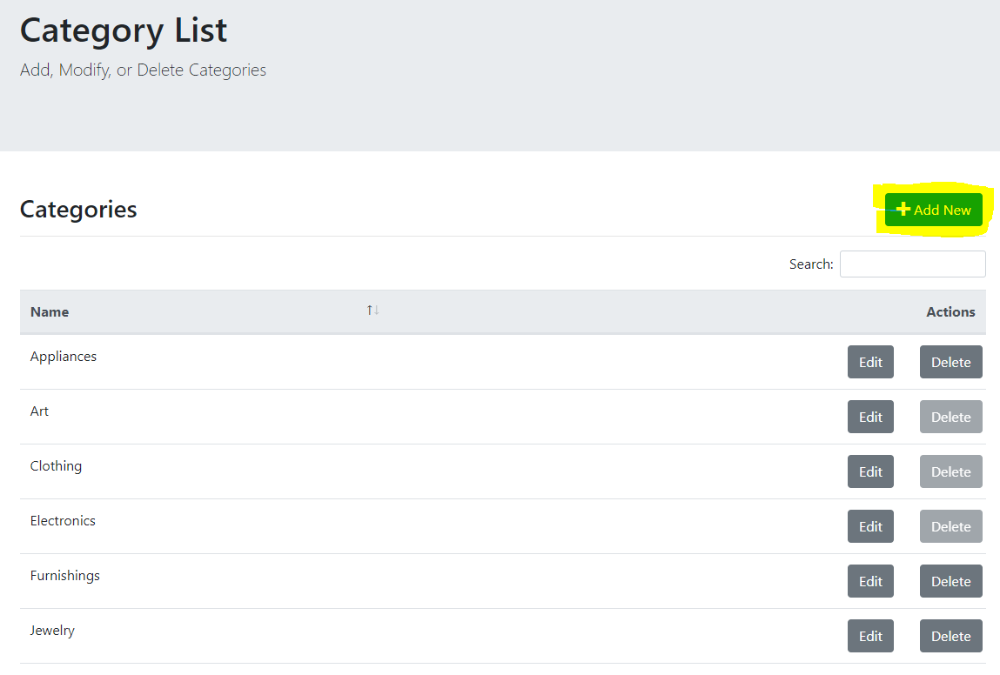 Category List
Add, Modify, or Delete Categories
Categories
Add New
Search:
Name Actions
Appliances Edit Delete
Art Edit Delete
Clothing Edit Delete
Electronics Edit Delete
Furnishings Edit Delete
Jewelry Edit Delete